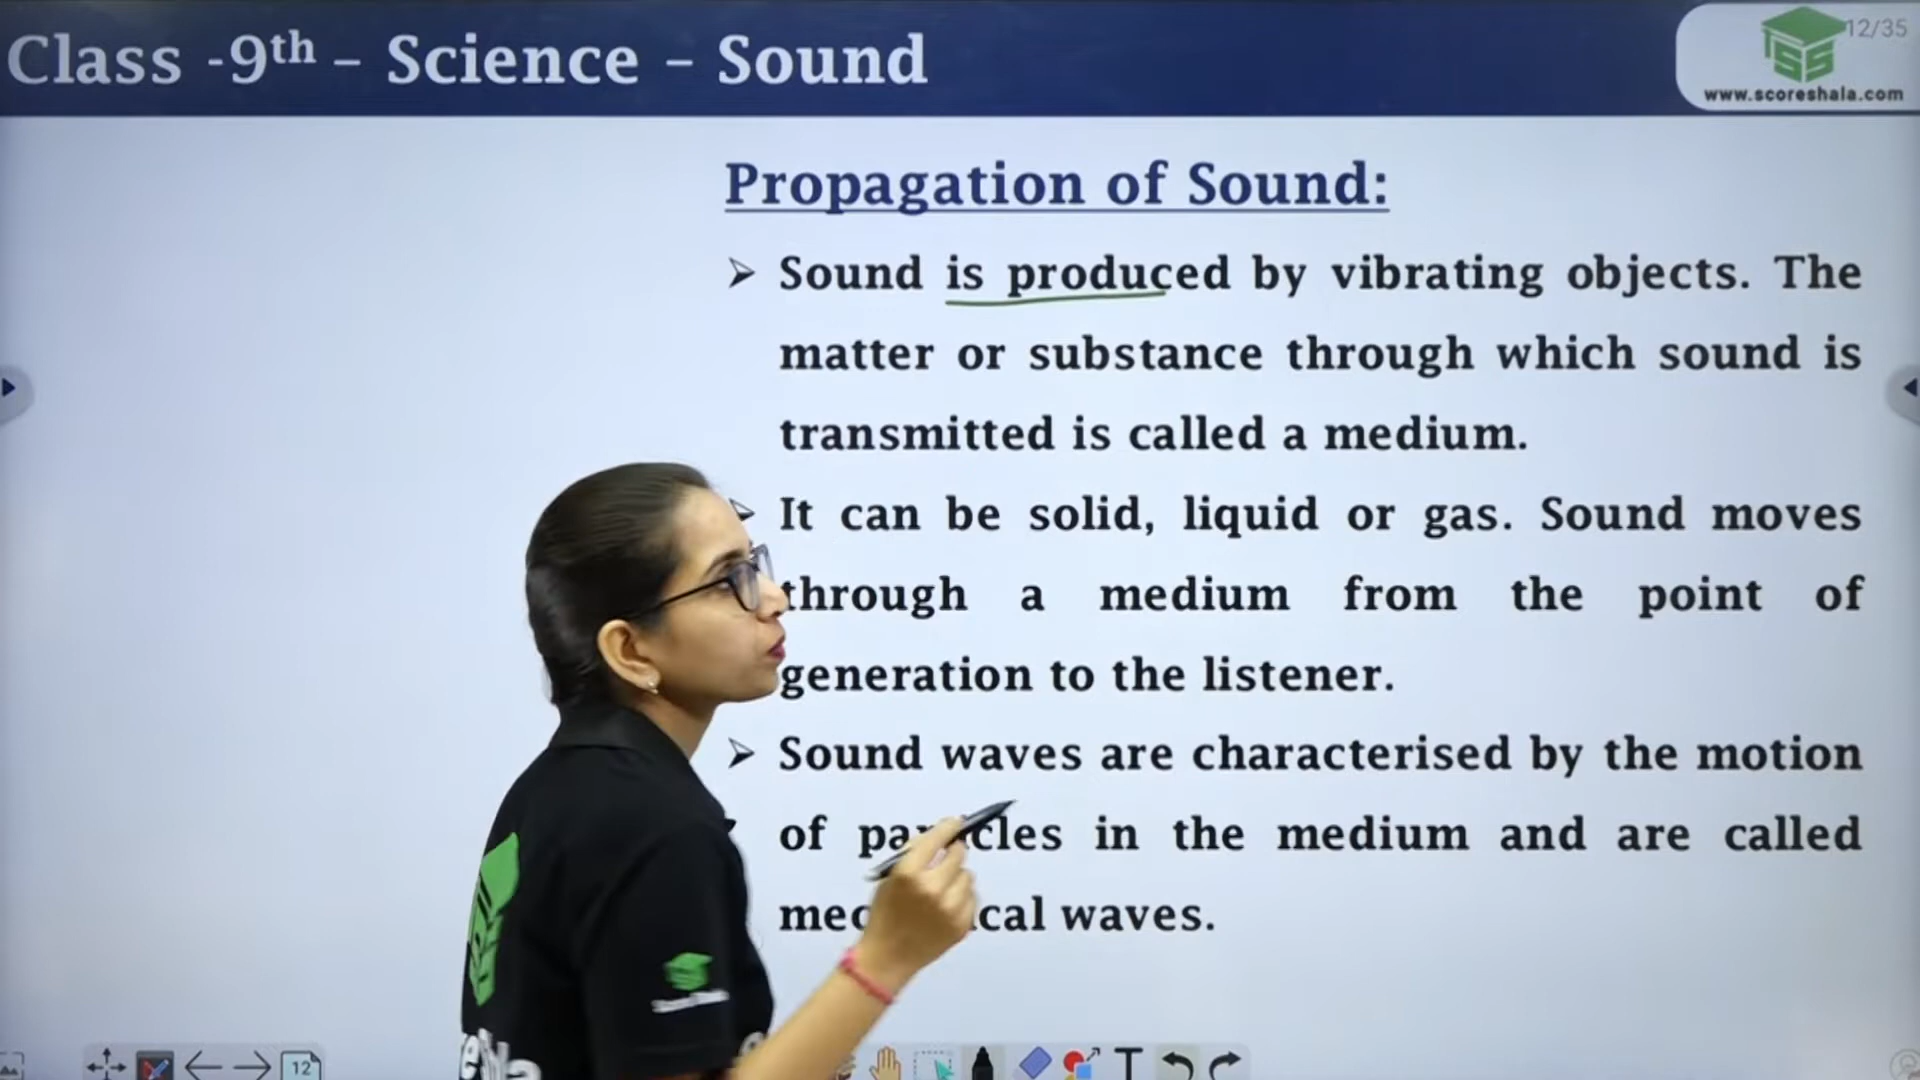 Class -9th – Science – Sound
12/35
www.scoreshala.com
Propagation of Sound:
➢ Sound is produced by vibrating objects. The
matter or substance through which sound is
transmitted is called a medium.
➢ It can be solid, liquid or gas. Sound moves
through a medium from the point of
generation to the listener.
➢ Sound waves are characterised by the motion
of particles in the medium and are called
mechanical waves.
12
T